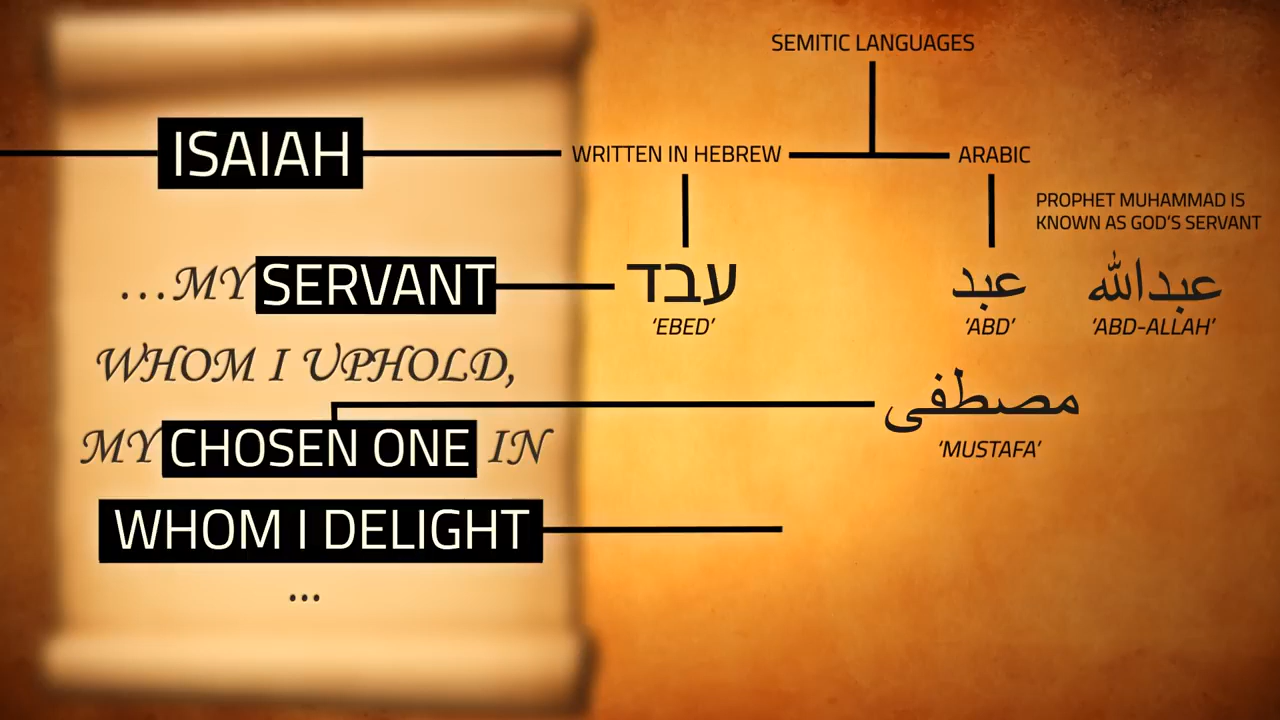 SEMITIC LANGUAGES
ISAIAH
WRITTEN IN HEBREW
ARABIC
PROPHET MUHAMMAD IS
KNOWN AS GOD'S SERVANT
...MY SERVANT
עבד
عبد
عبدالله
'EBED'
'ABD'
'ABD-ALLAH'
WHOM I UPHOLD,
مصطفى
MY CHOSEN ONE IN
'MUSTAFA'
WHOM I DELIGHT
...